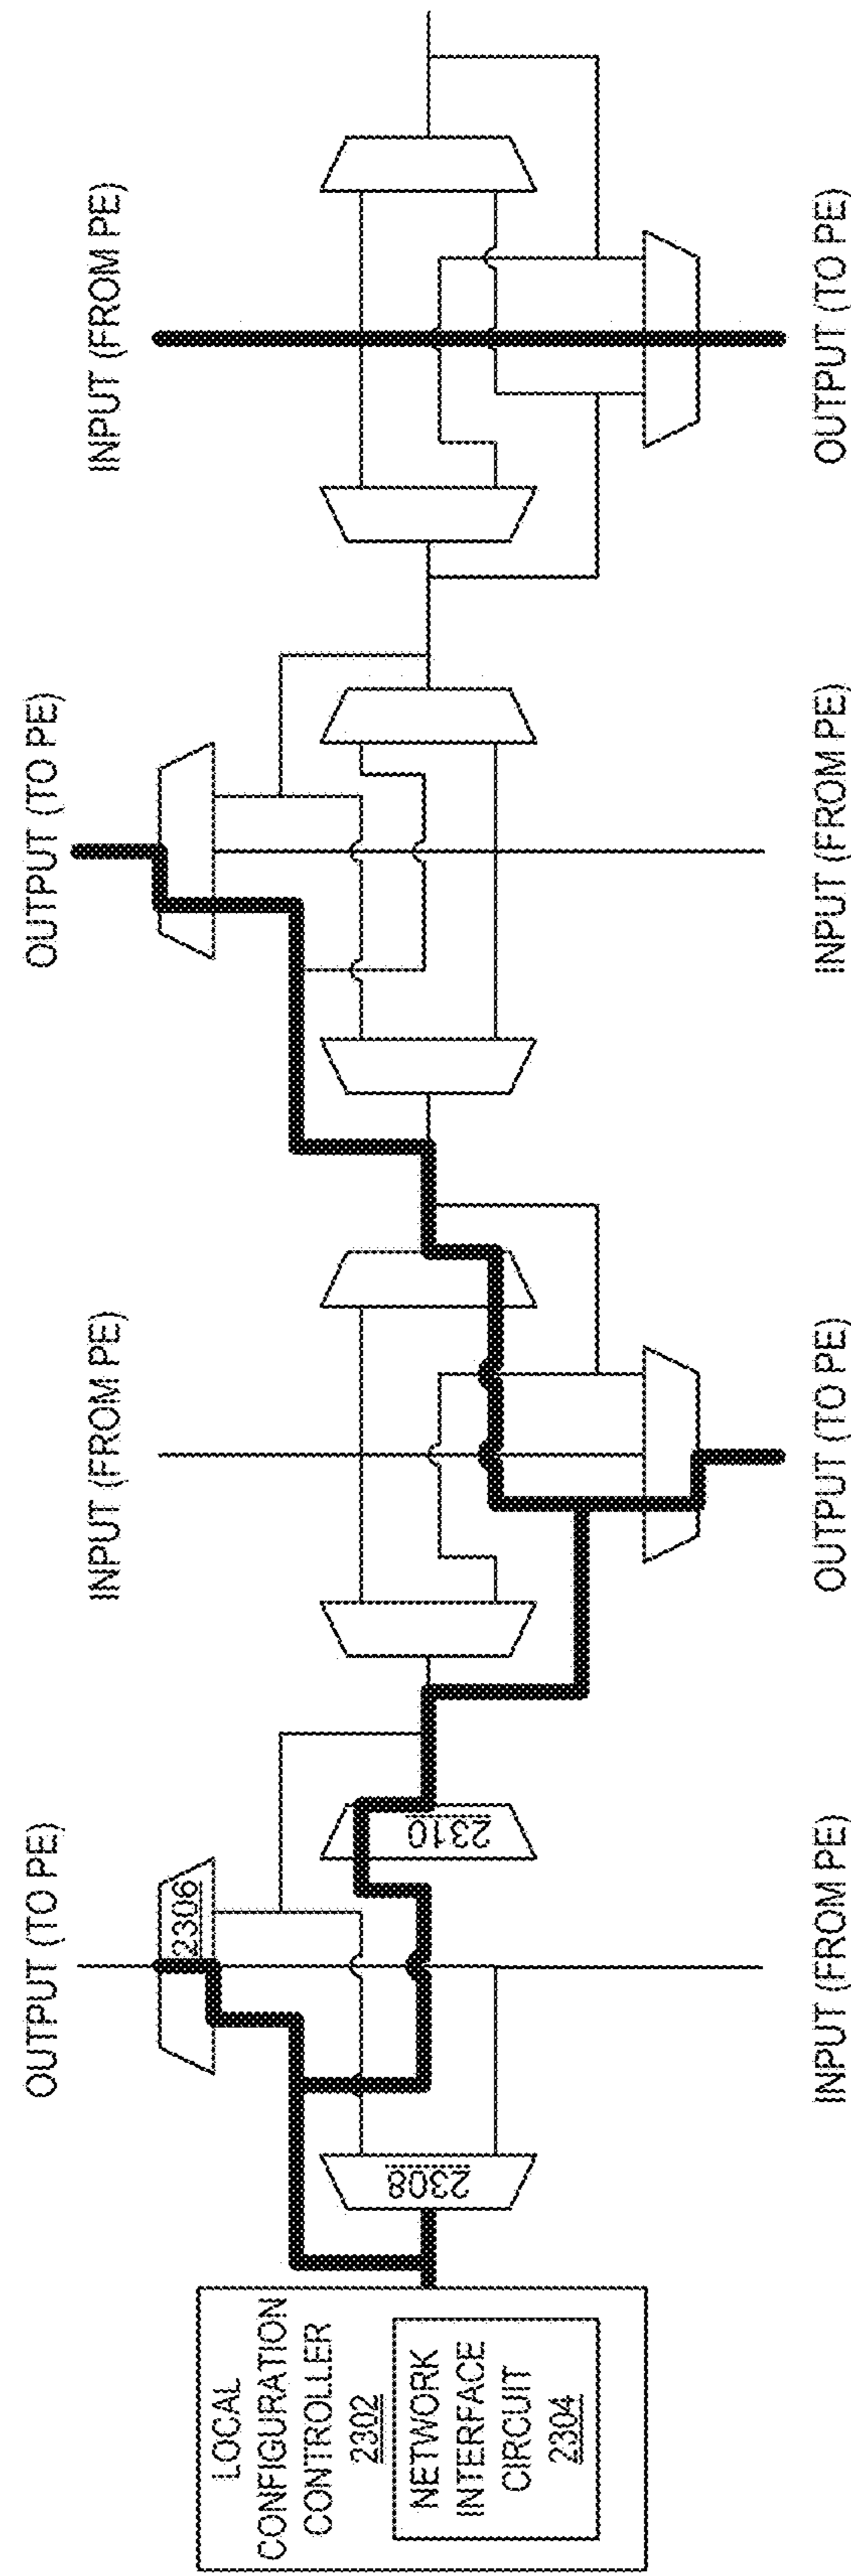 LOCAL
CONFIGURATION
CONTROLLER
2302
NETWORK
INTERFACE
CIRCUIT
2304
OUTPUT (TO PE)
2306
2308
2310
INPUT (FROM PE)
INPUT (FROM PE)
OUTPUT (TO PE)
OUTPUT (TO PE)
INPUT (FROM PE)
INPUT (FROM PE)
OUTPUT (TO PE)